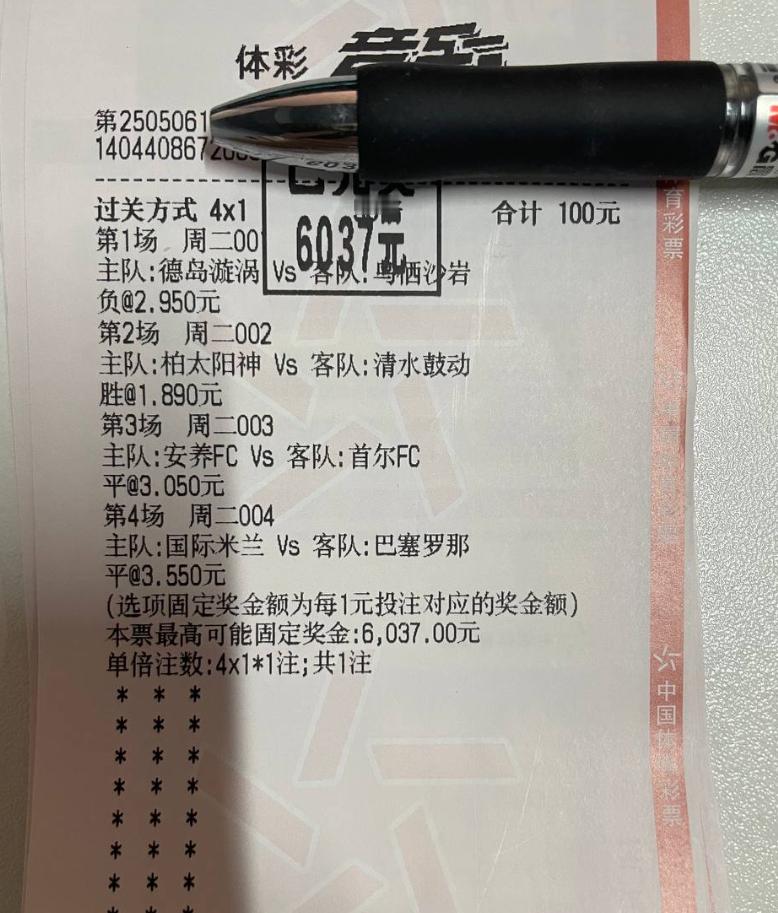 体彩 竞彩
第2505061
140440867
过关方式 4x1 合计 100元
6037元
第1场 周二001
主队:德岛漩涡 Vs 客队:鸟栖沙岩
负@2.950元
第2场 周二002
主队:柏太阳神 Vs 客队:清水鼓动
胜@1.890元
第3场 周二003
主队:安养FC Vs 客队:首尔FC
平@3.050元
第4场 周二004
主队:国际米兰 Vs 客队:巴塞罗那
平@3.550元
(选项固定奖金额为每1元投注对应的奖金额)
本票最高可能固定奖金:6,037.00元
单倍注数:4x1*1注;共1注
* * *
* * *
* * *
* * *
* * *
* * *
* * *
* * *
育彩票
中国体育彩票